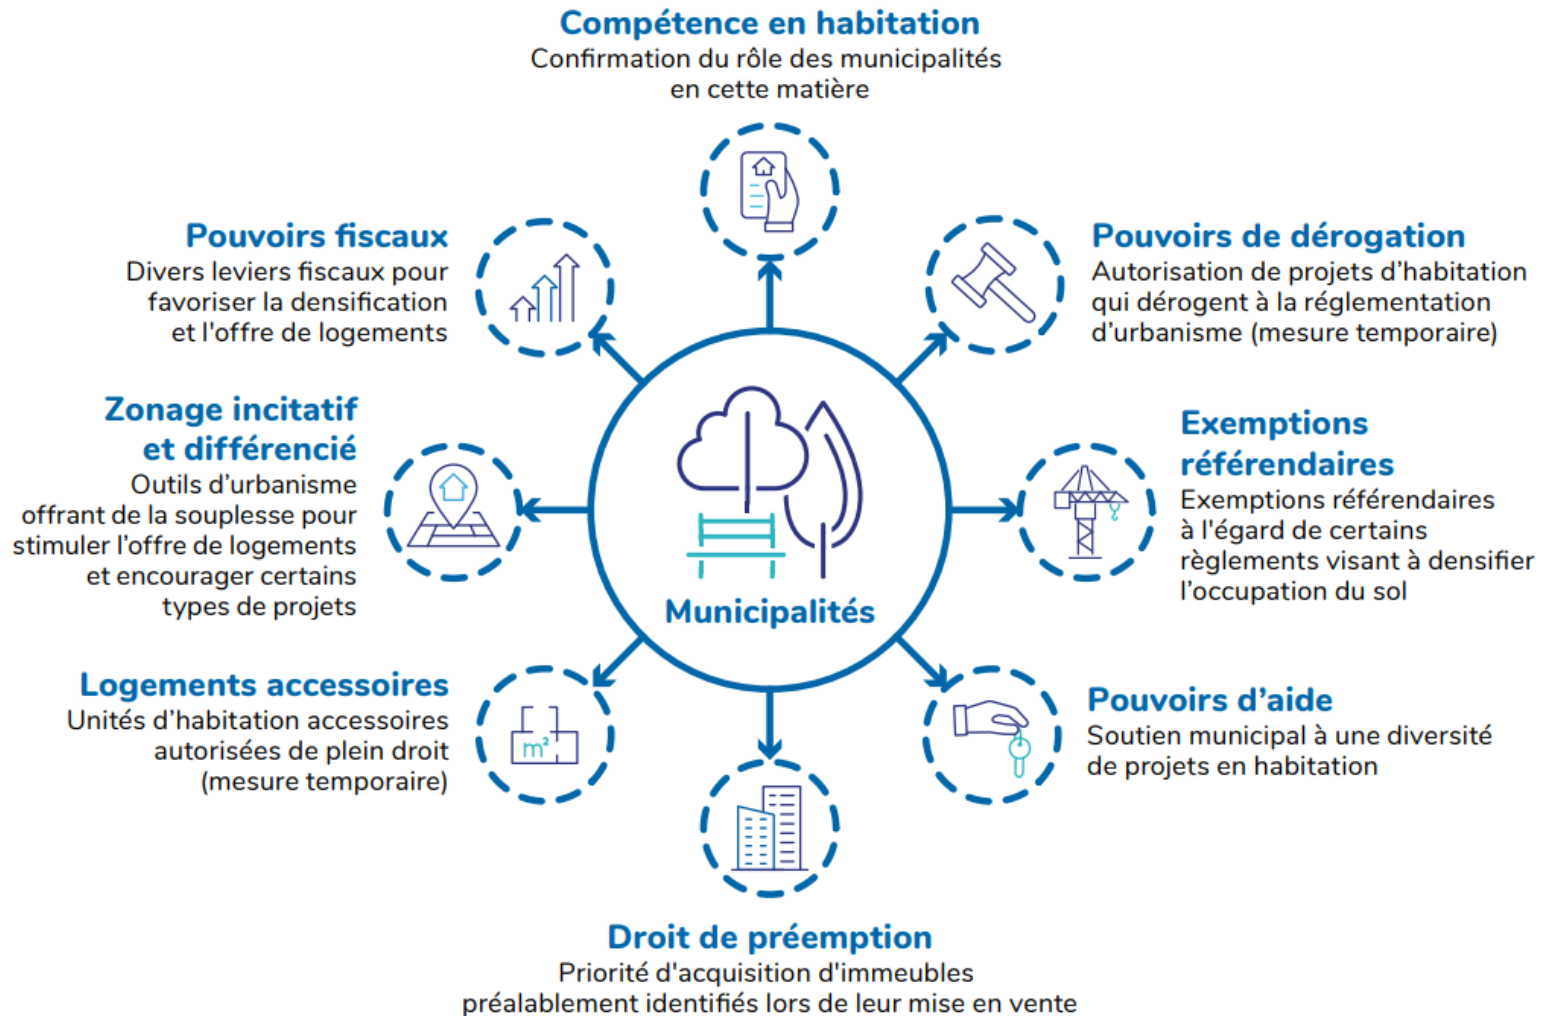 Compétence en habitation
Confirmation du rôle des municipalités
en cette matière
Pouvoirs fiscaux
Divers leviers fiscaux pour
favoriser la densification
et l'offre de logements
Pouvoirs de dérogation
Autorisation de projets d’habitation
qui dérogent à la réglementation
d’urbanisme (mesure temporaire)
Zonage incitatif
et différencié
Outils d’urbanisme
offrant de la souplesse pour
stimuler l’offre de logements
et encourager certains
types de projets
Exemptions
référendaires
Exemptions référendaires
à l'égard de certains
règlements visant à densifier
l’occupation du sol
Municipalités
Logements accessoires
Unités d’habitation accessoires
autorisées de plein droit
(mesure temporaire)
m²
Pouvoirs d’aide
Soutien municipal à une diversité
de projets en habitation
Droit de préemption
Priorité d'acquisition d'immeubles
préalablement identifiés lors de leur mise en vente